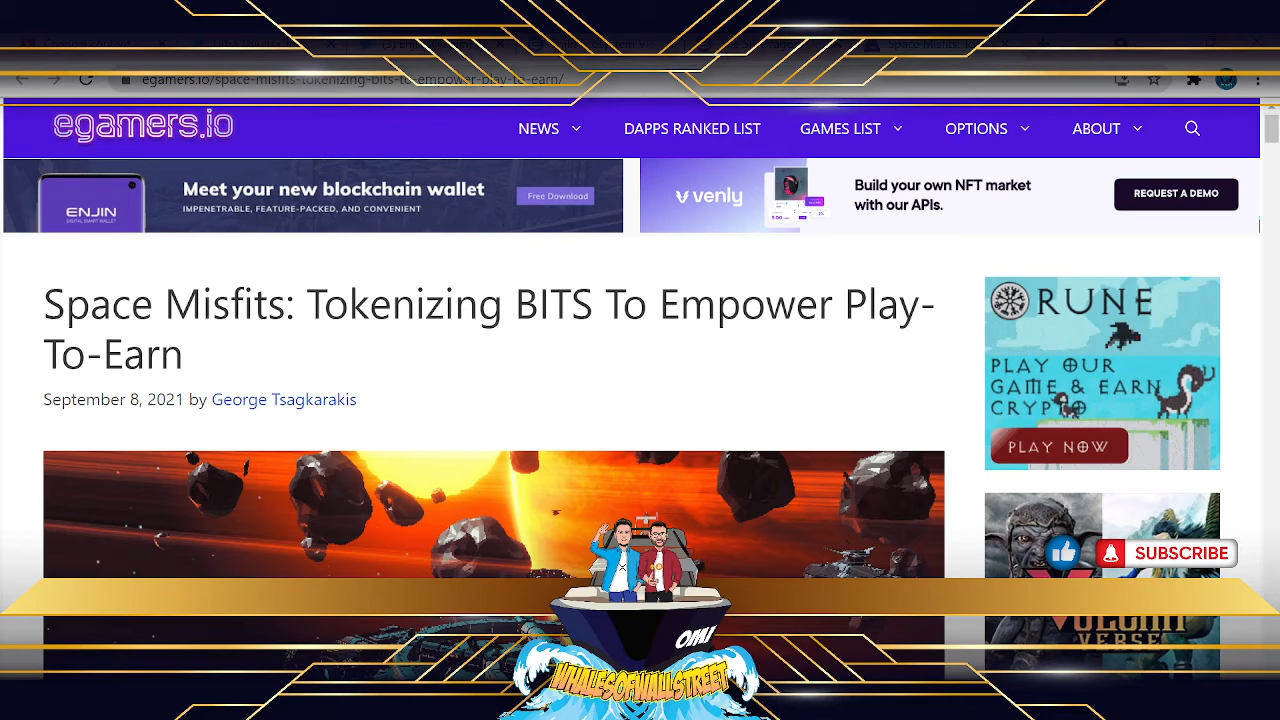 egamers.io/space-misfits-tokenizing-bits-to-empower-play-to-earn/
egamers.io
NEWS
DAPPS RANKED LIST
GAMES LIST
OPTIONS
ABOUT
ENJIN
Meet your new blockchain wallet
IMPENETRABLE, FEATURE-PACKED, AND CONVENIENT
Free Download
venly
Build your own NFT market
with our APIs.
REQUEST A DEMO
Space Misfits: Tokenizing BITS To Empower Play-
To-Earn
September 8, 2021 by George Tsagkarakis
RUNE
PLAY OUR
GAME & EARN
CRYPTO
PLAY NOW
SUBSCRIBE
VERSE
OMI
WHALESOFWALLSTREET